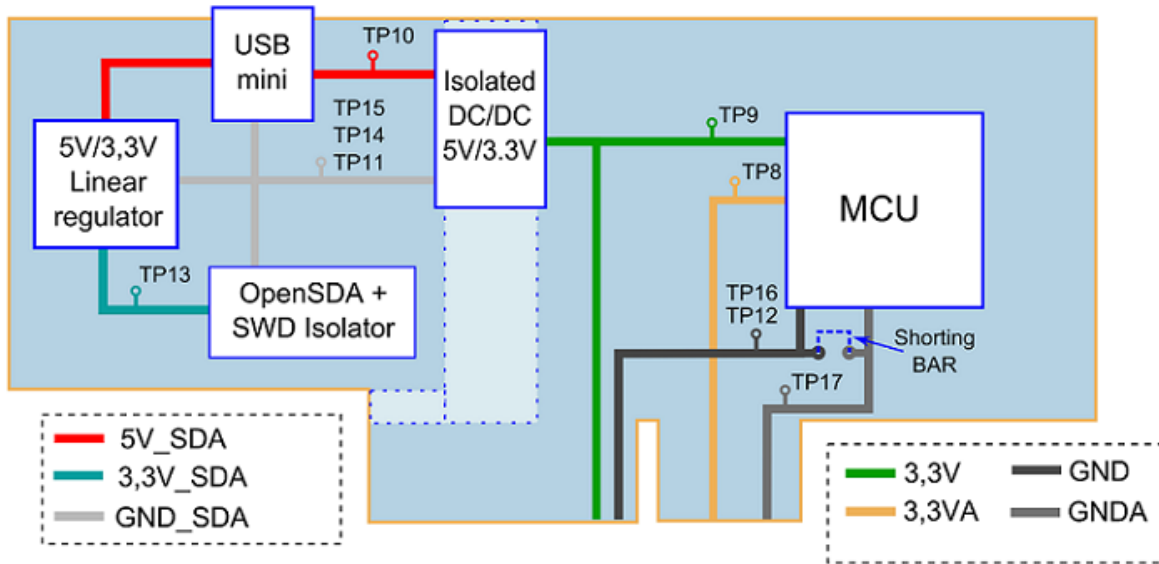 USB
mini
TP10
Isolated
DC/DC
5V/3.3V
TP15
TP14
TP11
5V/3,3V
Linear
regulator
TP9
TP8
MCU
TP13
OpenSDA +
SWD Isolator
TP16
TP12
Shorting
BAR
TP17
5V_SDA
3,3V_SDA
GND_SDA
3,3V
GND
3,3VA
GNDA